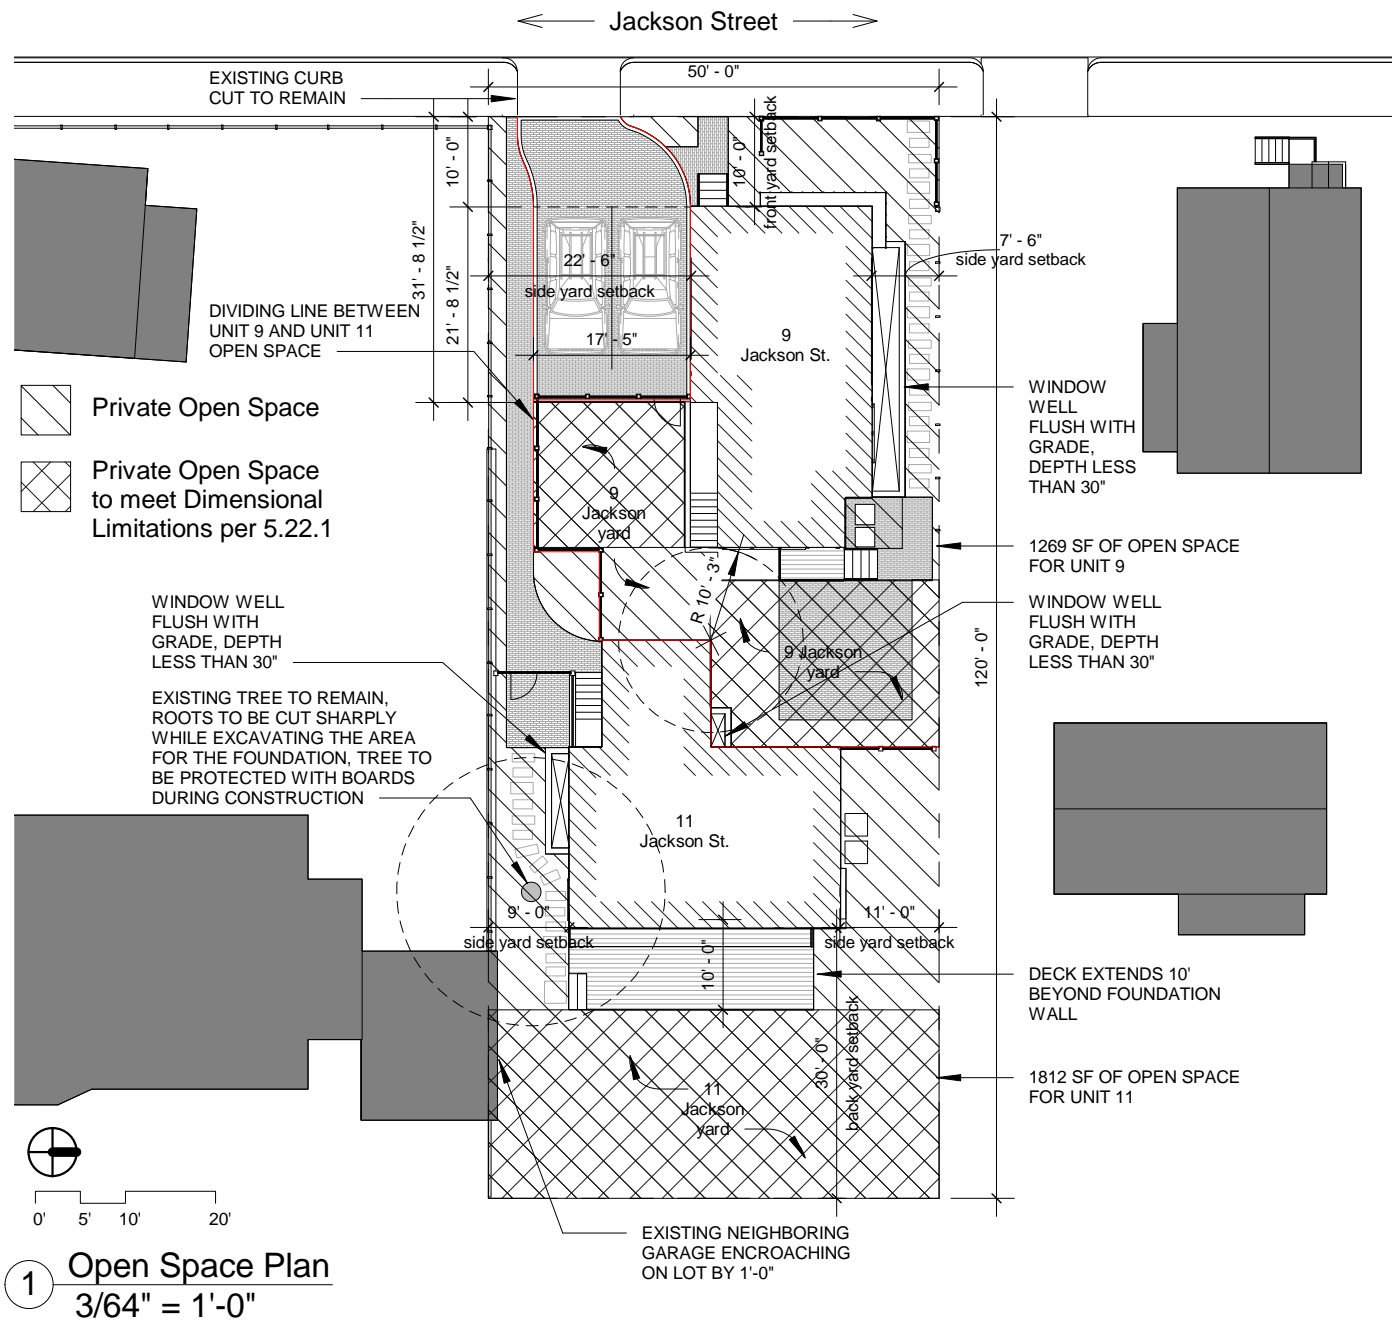 Jackson Street
EXISTING CURB
CUT TO REMAIN
50' - 0"
10' - 0"
31' - 8 1/2"
21' - 8 1/2"
10' - 0"
front yard setback
22' - 6"
side yard setback
17' - 5"
7' - 6"
side yard setback
DIVIDING LINE BETWEEN
UNIT 9 AND UNIT 11
OPEN SPACE
9
Jackson St.
Private Open Space
Private Open Space
to meet Dimensional
Limitations per 5.22.1
WINDOW
WELL
FLUSH WITH
GRADE,
DEPTH LESS
THAN 30"
9
Jackson
yard
1269 SF OF OPEN SPACE
FOR UNIT 9
R 10' - 3"
WINDOW WELL
FLUSH WITH
GRADE, DEPTH
LESS THAN 30"
WINDOW WELL
FLUSH WITH
GRADE, DEPTH
LESS THAN 30"
9 Jackson
yard
120' - 0"
EXISTING TREE TO REMAIN,
ROOTS TO BE CUT SHARPLY
WHILE EXCAVATING THE AREA
FOR THE FOUNDATION, TREE TO
BE PROTECTED WITH BOARDS
DURING CONSTRUCTION
11
Jackson St.
9' - 0"
side yard setback
11' - 0"
side yard setback
10' - 0"
DECK EXTENDS 10'
BEYOND FOUNDATION
WALL
30' - 0"
back yard setback
11
Jackson
yard
1812 SF OF OPEN SPACE
FOR UNIT 11
0' 5' 10' 20'
EXISTING NEIGHBORING
GARAGE ENCROACHING
ON LOT BY 1'-0"
1
Open Space Plan
3/64" = 1'-0"